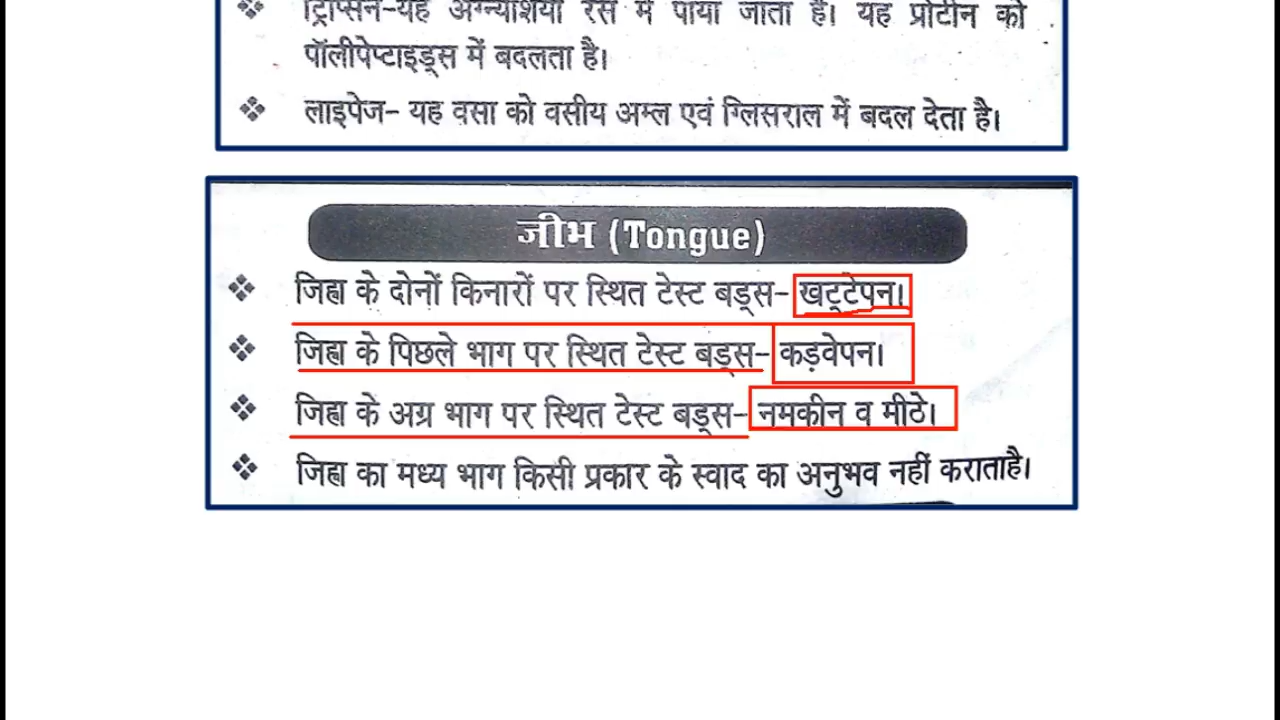 ❖ ट्रिप्सिन-यह अग्न्याशयी रस में पाया जाता है। यह प्रोटीन को
पॉलीपेप्टाइड्स में बदलता है।
❖ लाइपेज- यह वसा को वसीय अम्ल एवं ग्लिसराल में बदल देता है।
जीभ (Tongue)
❖ जिह्वा के दोनों किनारों पर स्थित टेस्ट बड्स- खट्टेपन।
❖ जिह्वा के पिछले भाग पर स्थित टेस्ट बड्स- कड़वेपन।
❖ जिह्वा के अग्र भाग पर स्थित टेस्ट बड्स- नमकीन व मीठे।
❖ जिह्वा का मध्य भाग किसी प्रकार के स्वाद का अनुभव नहीं कराताहै।